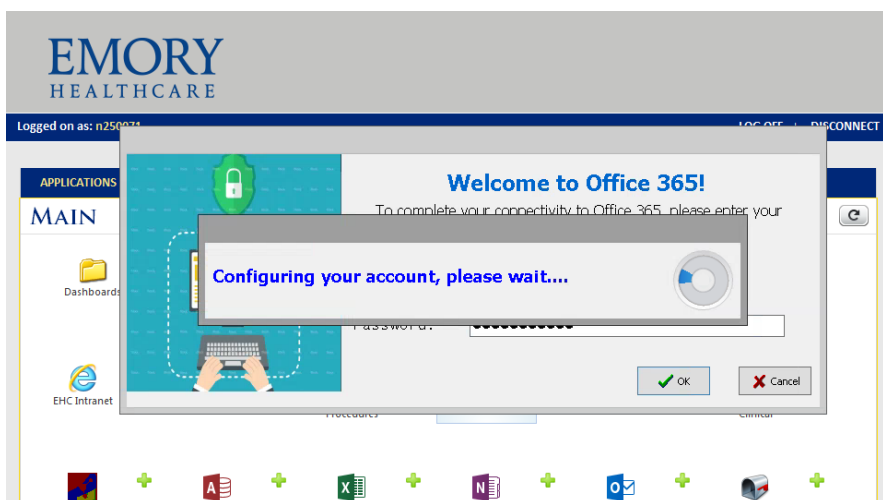 EMORY
HEALTHCARE
Logged on as: n250071
LOG OFF | DISCONNECT
APPLICATIONS
MAIN
Welcome to Office 365!
To complete your connectivity to Office 365, please enter your
Configuring your account, please wait....
Password:
OK
Cancel
Dashboards
EHC Intranet
Procedures
Clinical